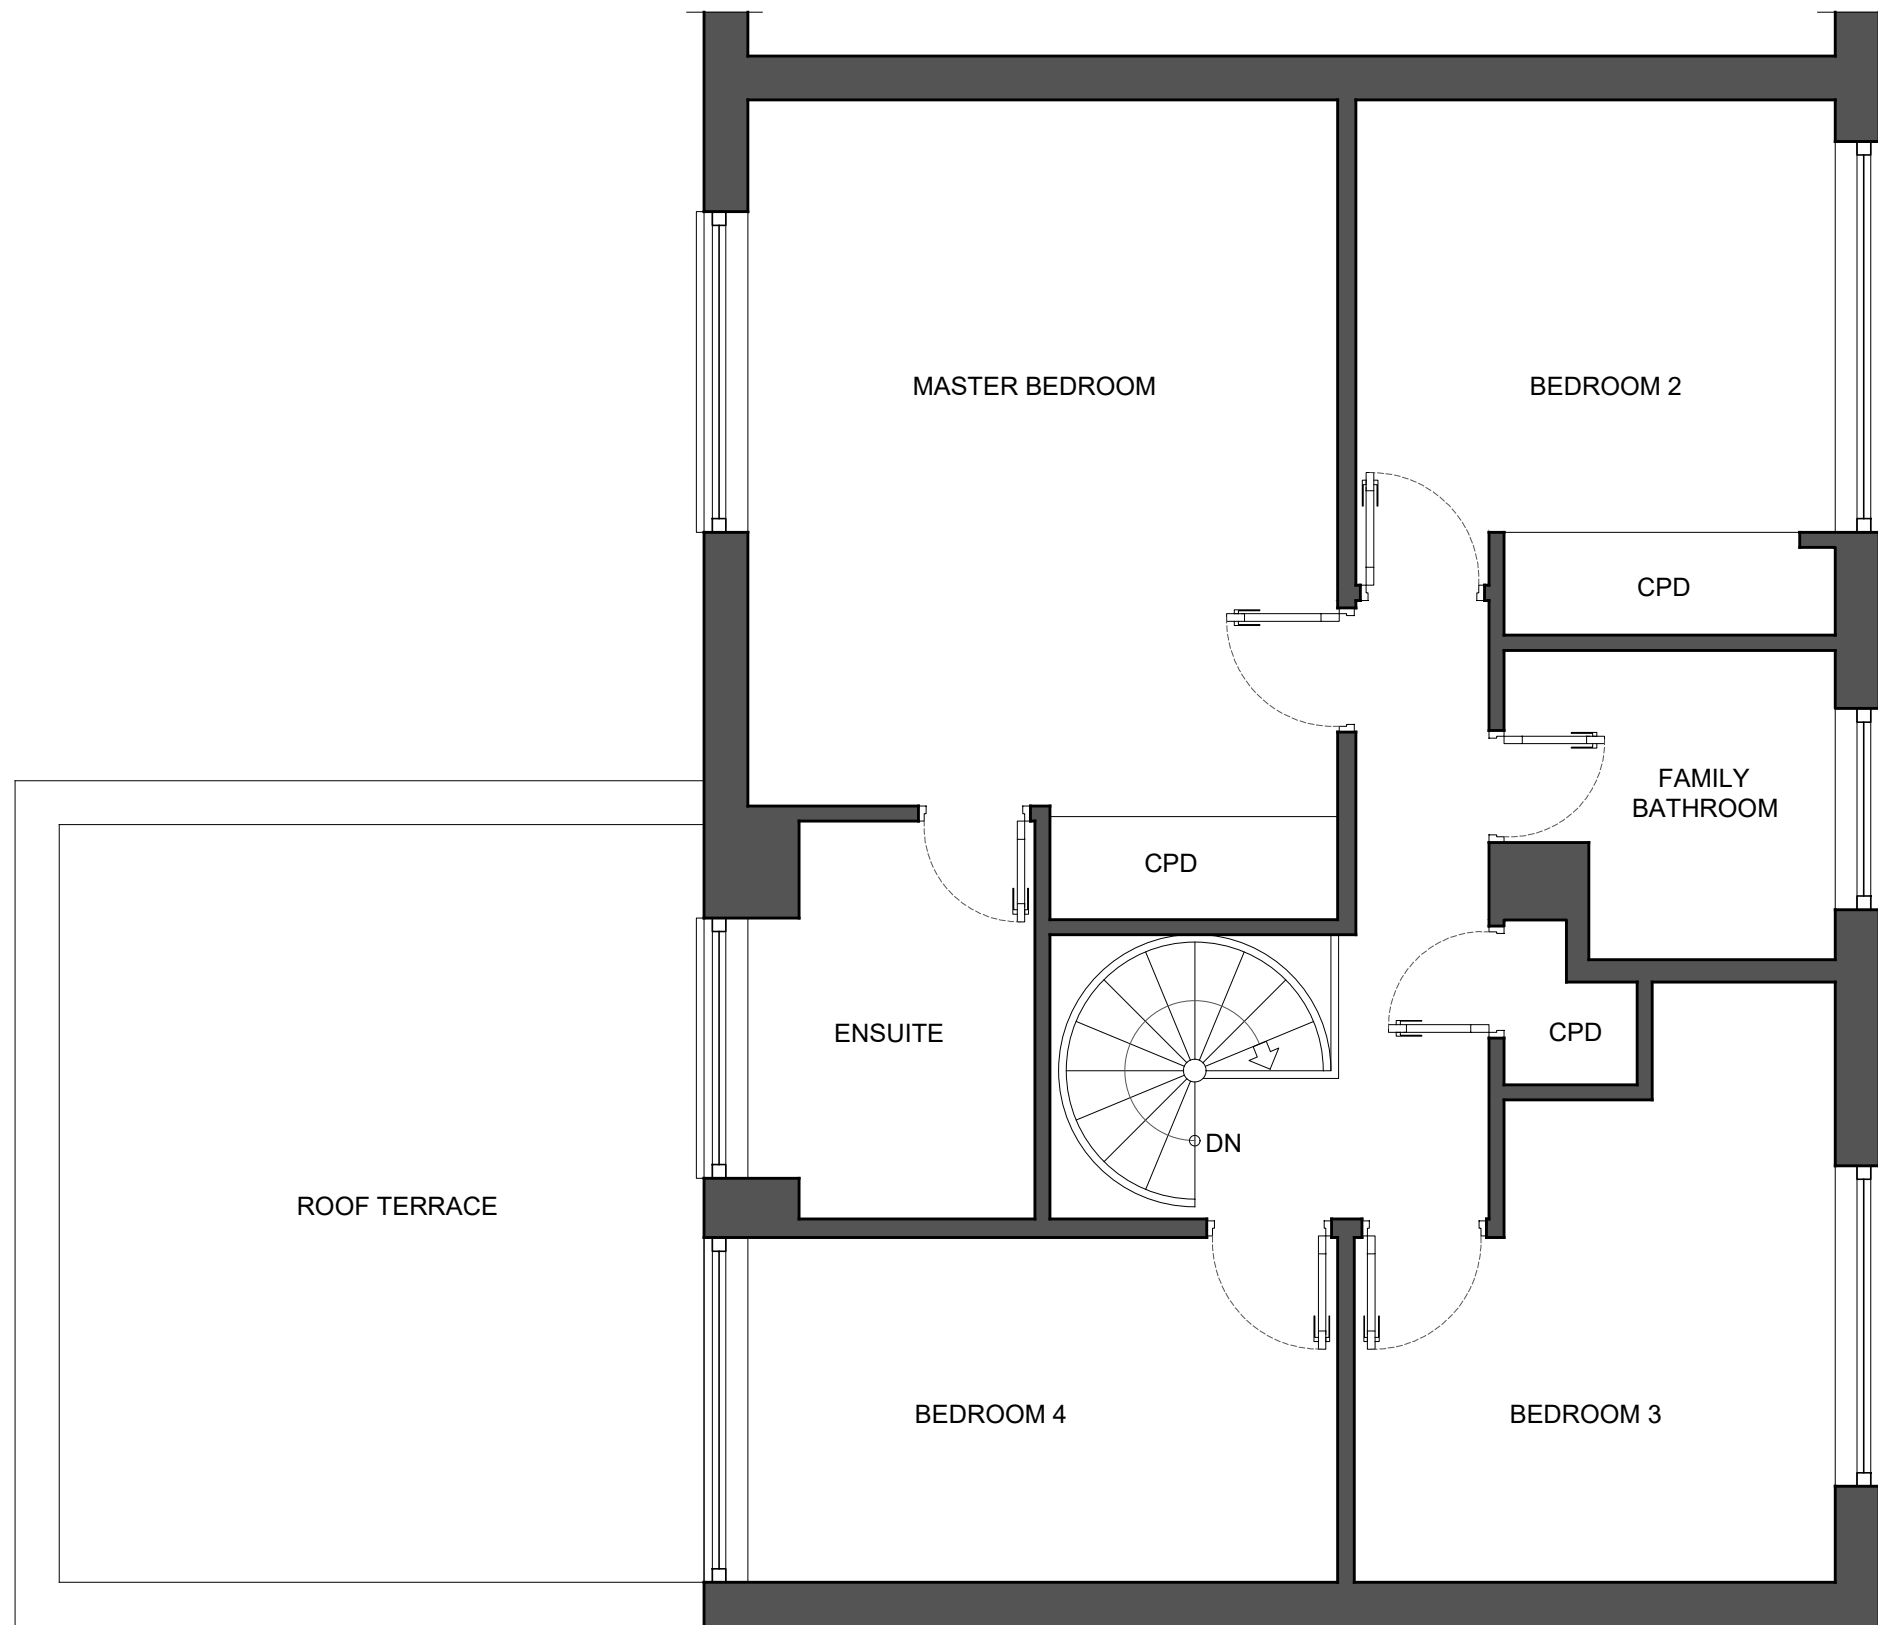 MASTER BEDROOM
BEDROOM 2
CPD
FAMILY
BATHROOM
CPD
ENSUITE
CPD
DN
ROOF TERRACE
BEDROOM 4
BEDROOM 3